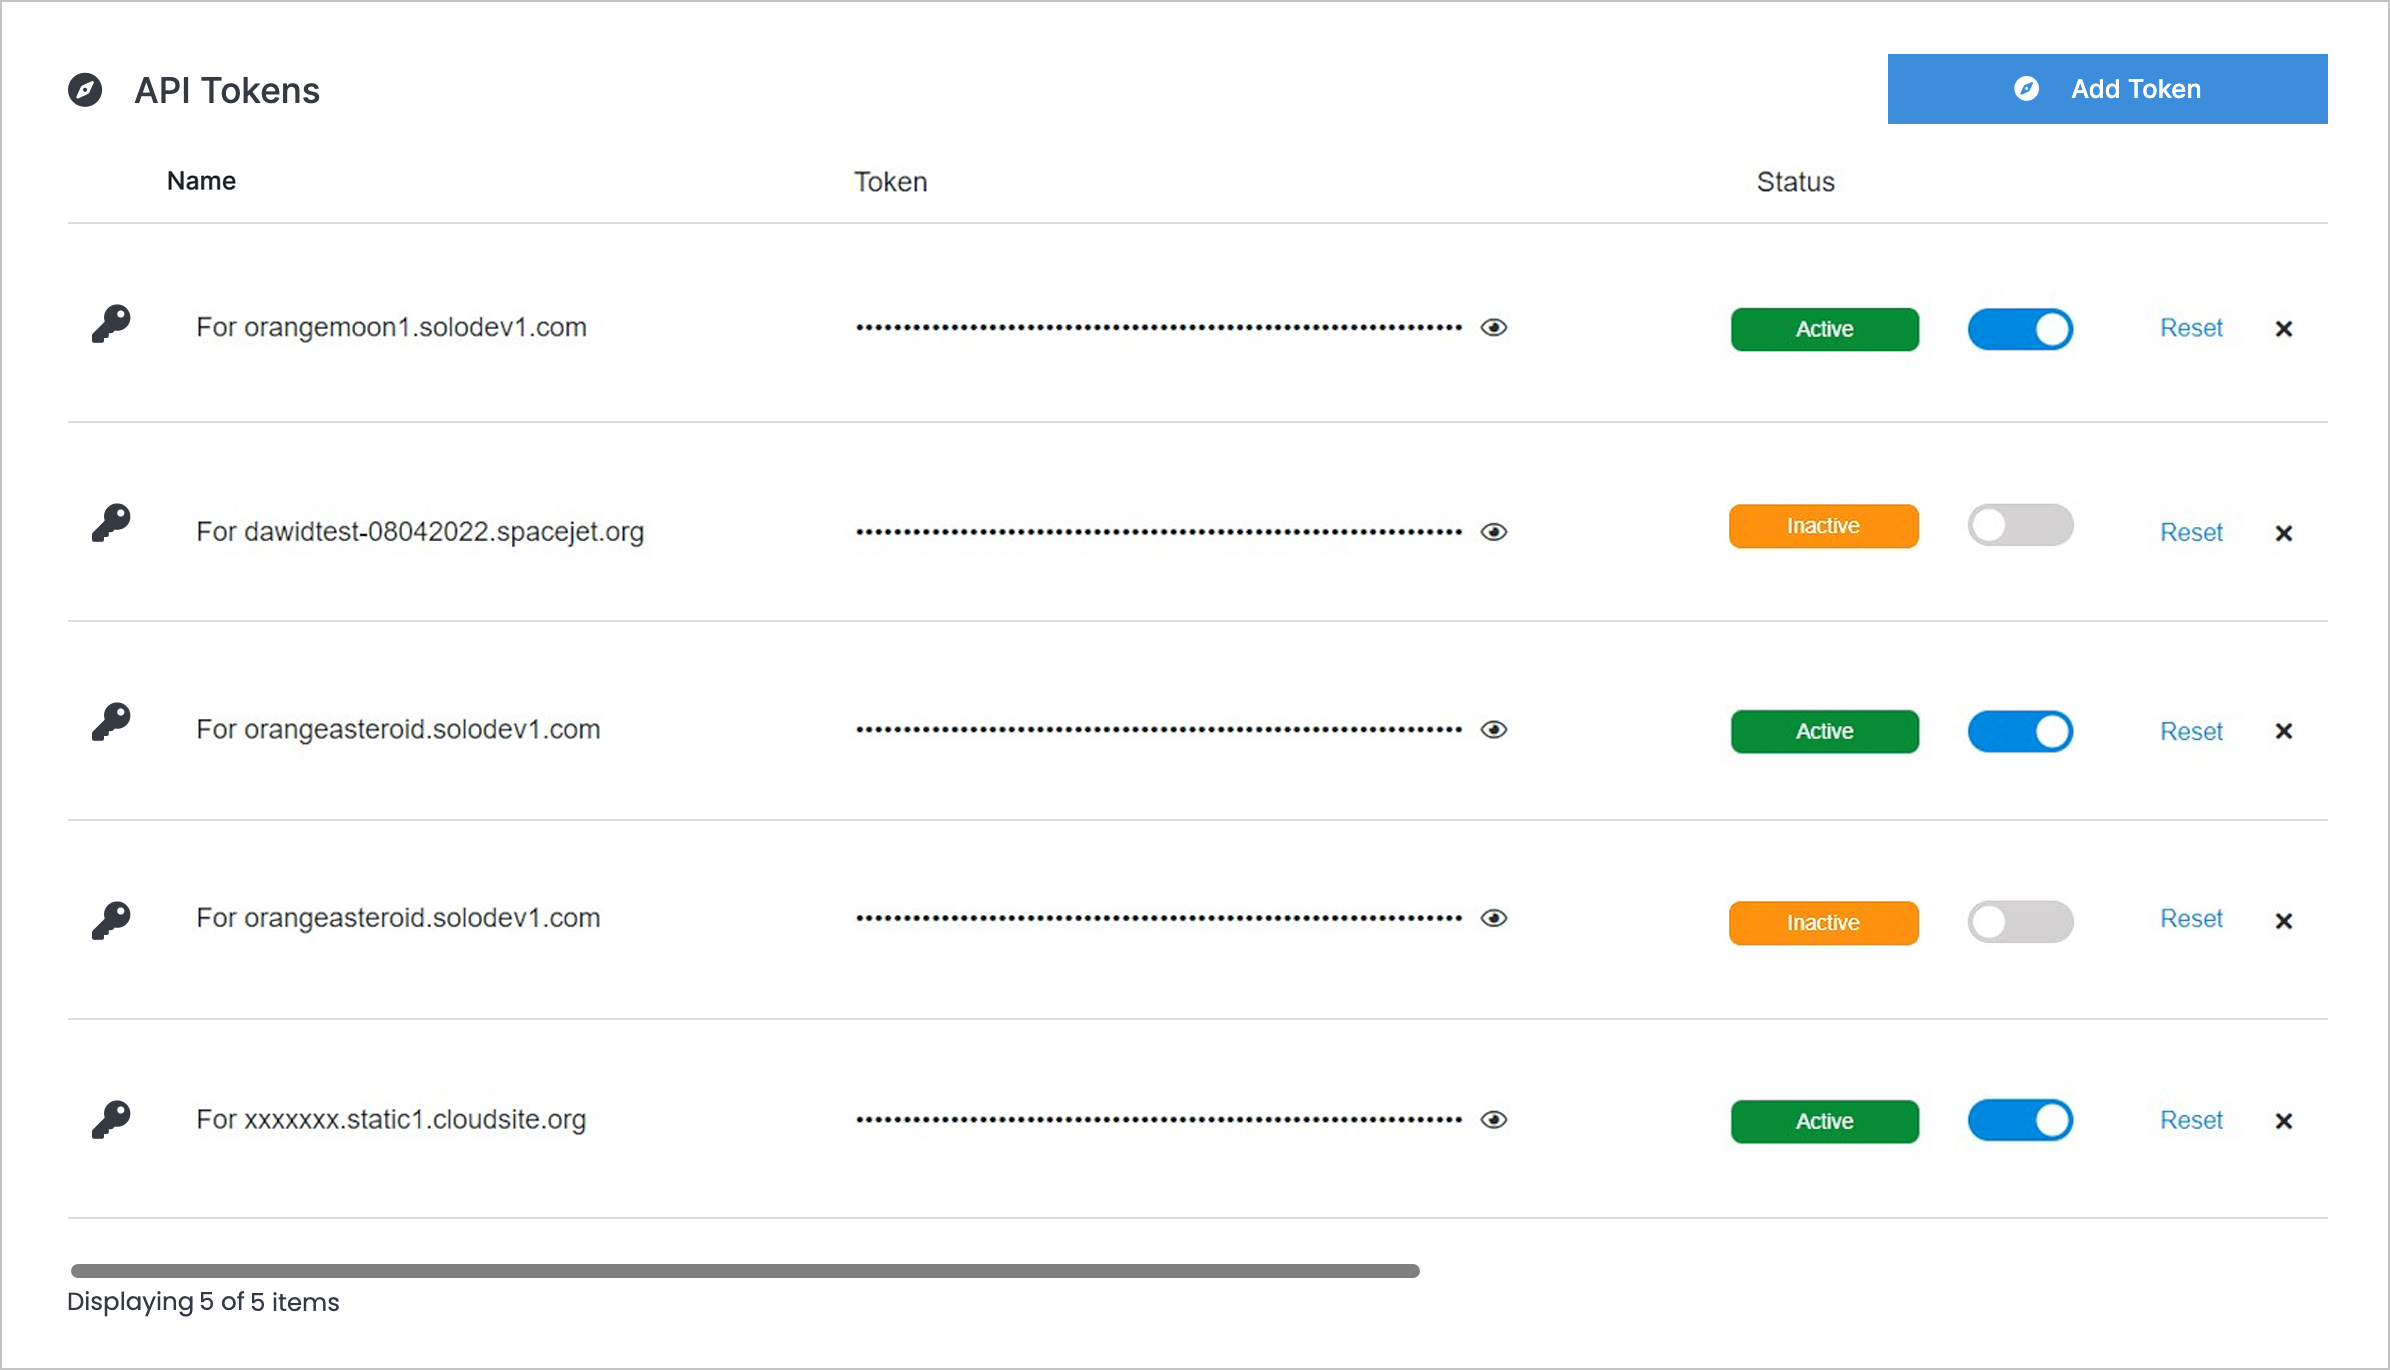 API Tokens
Add Token
Name Token Status
For orangemoon1.solodev1.com •••••••••••••••••••••••••••••••••••••••••••••••••••••••••••••••• Active Reset ×
For dawidtest-08042022.spacejet.org •••••••••••••••••••••••••••••••••••••••••••••••••••••••••••••••• Inactive Reset ×
For orangeasteroid.solodev1.com •••••••••••••••••••••••••••••••••••••••••••••••••••••••••••••••• Active Reset ×
For orangeasteroid.solodev1.com •••••••••••••••••••••••••••••••••••••••••••••••••••••••••••••••• Inactive Reset ×
For xxxxxxx.static1.cloudsite.org •••••••••••••••••••••••••••••••••••••••••••••••••••••••••••••••• Active Reset ×
Displaying 5 of 5 items